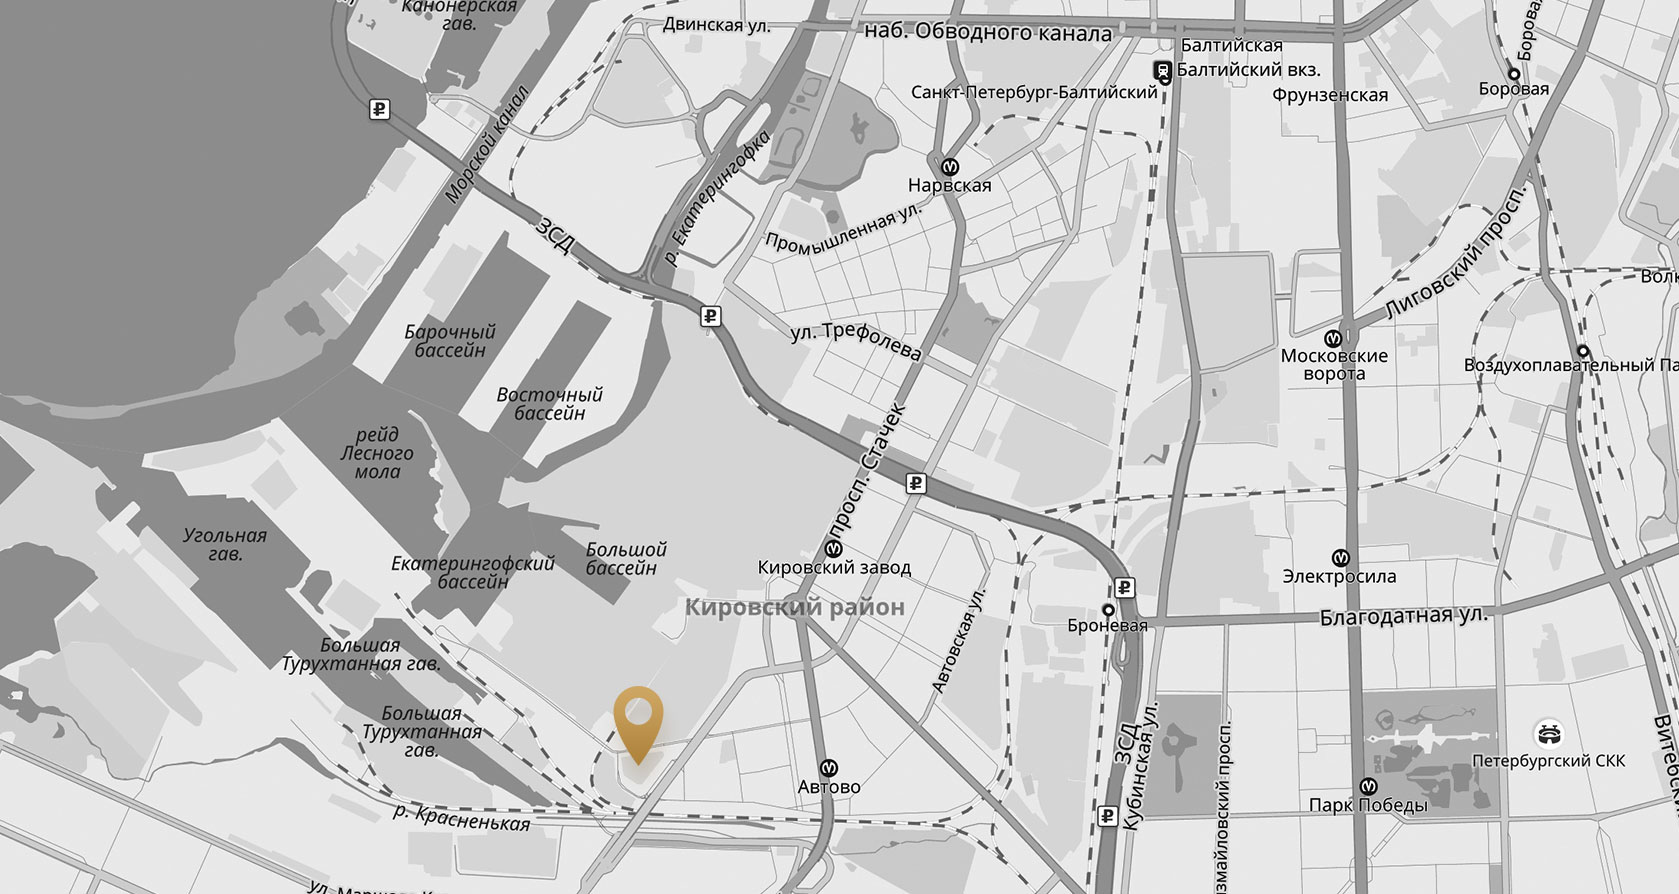 Канонерская
гав.
Двинская ул.
наб. Обводного канала
Балтийская
Балтийский вкз.
Санкт-Петербург-Балтийский
Фрунзенская
Боровая
Боровая
Морской канал
р. Екатерингофка
Нарвская
Промышленная ул.
ЗСД
Лиговский просп.
Волк
Барочный
бассейн
ул. Трефолева
Московские
ворота
Воздухоплавательный Па
Восточный
бассейн
рейд
Лесного
мола
просп. Стачек
Угольная
гав.
Екатерингофский
бассейн
Большой
бассейн
Кировский завод
Электросила
Кировский район
Броневая
Благодатная ул.
Автовская ул.
Большая
Турухтанная гав.
Большая
Турухтанная
гав.
ЗСД
Кубинская ул.
измайловский просп.
Петербургский СКК
Витебск
Автово
Парк Победы
р. Красненькая